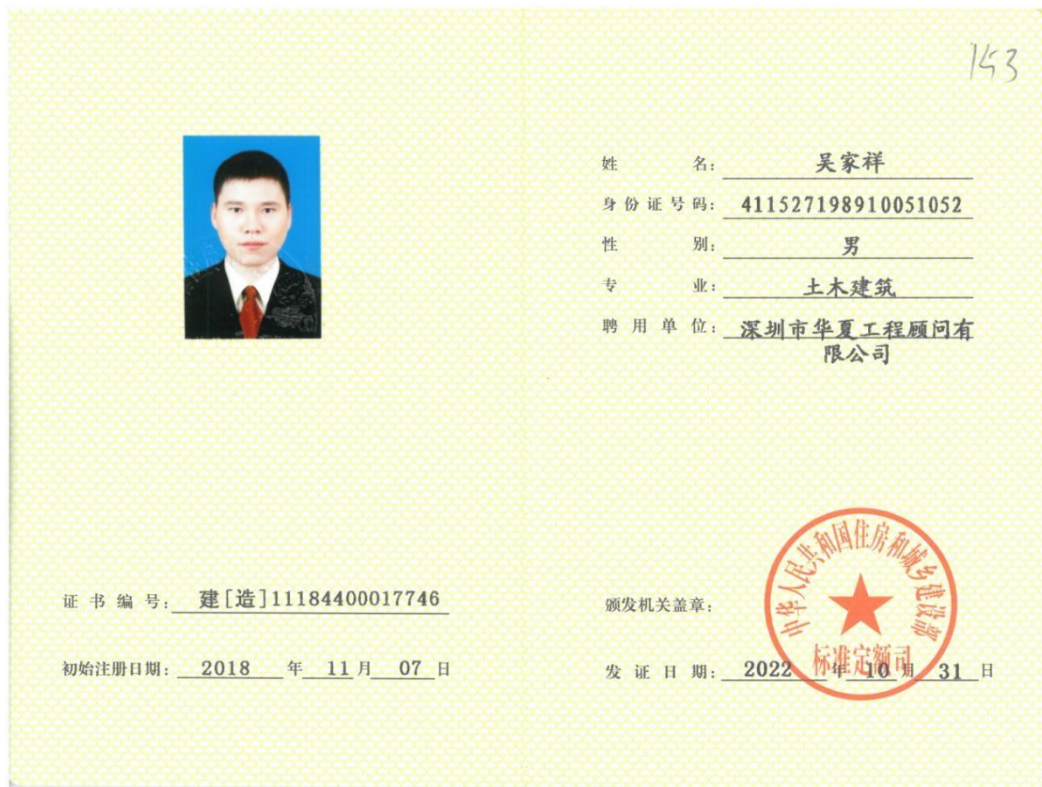 153
姓名：吴家祥
身份证号码：411527198910051052
性别：男
专业：土木建筑
聘用单位：深圳市华夏工程顾问有
限公司
证书编号：建[造]11184400017746
初始注册日期：2018年11月07日
颁发机关盖章：
中华人民共和国住房和城乡建设部
标准定额司
发证日期：2022年10月31日